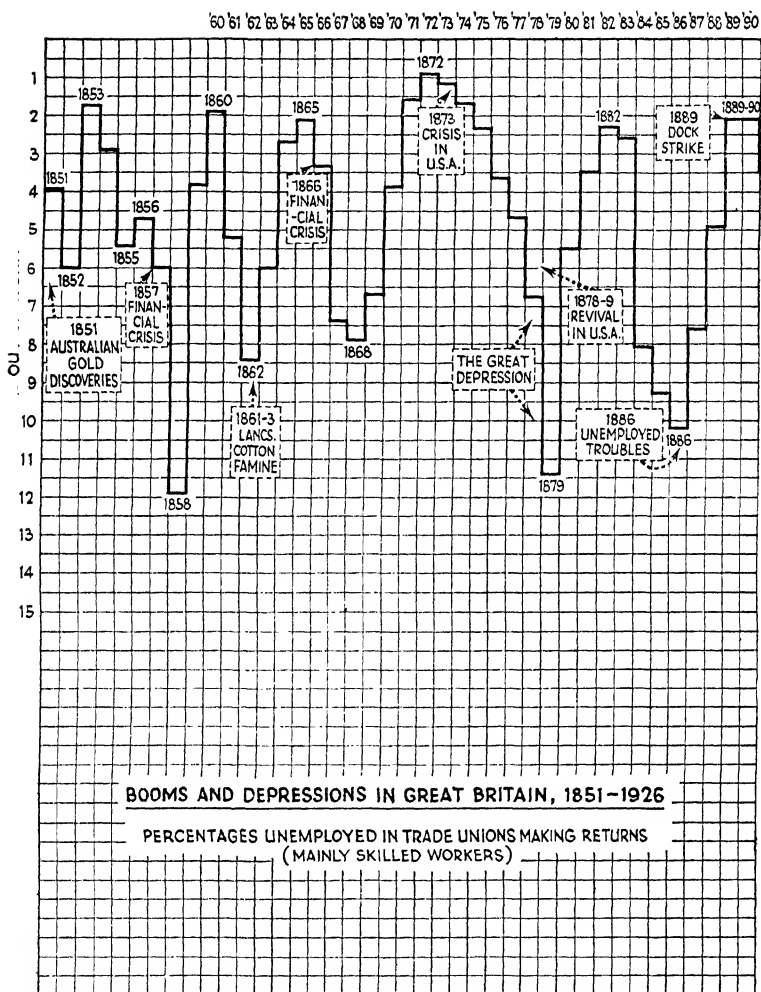 '60 '61 '62 '63 '64 '65 '66 '67 '68 '69 '70 '71 '72 '73 '74 '75 '76 '77 '78 '79 '80 '81 '82 '83 '84 '85 '86 '87 '88 '89 '90
1872
1
1853
1860
1865
1882
1889-90
2
1873
CRISIS
IN
U.S.A.
1889
DOCK
STRIKE
3
1851
4
1866
FINAN-
-CIAL
CRISIS
1856
5
1855
6
1852
1857
FINAN-
CIAL
CRISIS
1878-9
REVIVAL
IN U.S.A.
7
1851
AUSTRALIAN
GOLD
DISCOVERIES
8
1862
1868
THE GREAT
DEPRESSION
9
10
1861-3
LANCS.
COTTON
FAMINE
1886
UNEMPLOYED
TROUBLES
1886
11
1879
12
1858
13
14
15
BOOMS AND DEPRESSIONS IN GREAT BRITAIN, 1851-1926
PERCENTAGES UNEMPLOYED IN TRADE UNIONS MAKING RETURNS
(MAINLY SKILLED WORKERS)